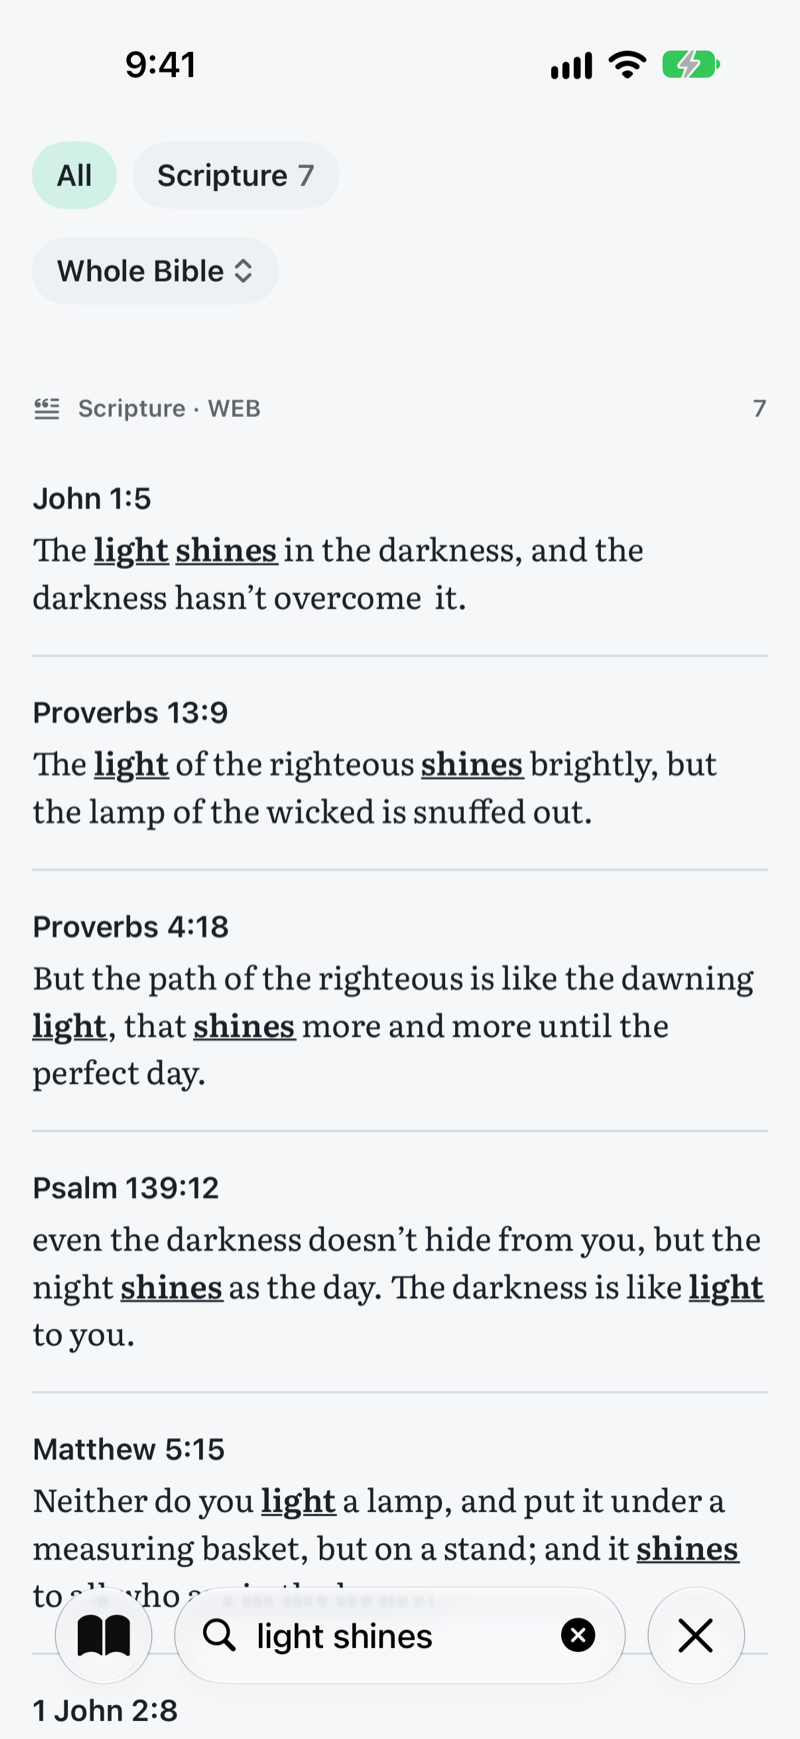 9:41
All
Scripture 7
Whole Bible
Scripture · WEB 7
John 1:5
The light shines in the darkness, and the
darkness hasn’t overcome it.
Proverbs 13:9
The light of the righteous shines brightly, but
the lamp of the wicked is snuffed out.
Proverbs 4:18
But the path of the righteous is like the dawning
light, that shines more and more until the
perfect day.
Psalm 139:12
even the darkness doesn’t hide from you, but the
night shines as the day. The darkness is like light
to you.
Matthew 5:15
Neither do you light a lamp, and put it under a
measuring basket, but on a stand; and it shines
to all who
light shines
1 John 2:8